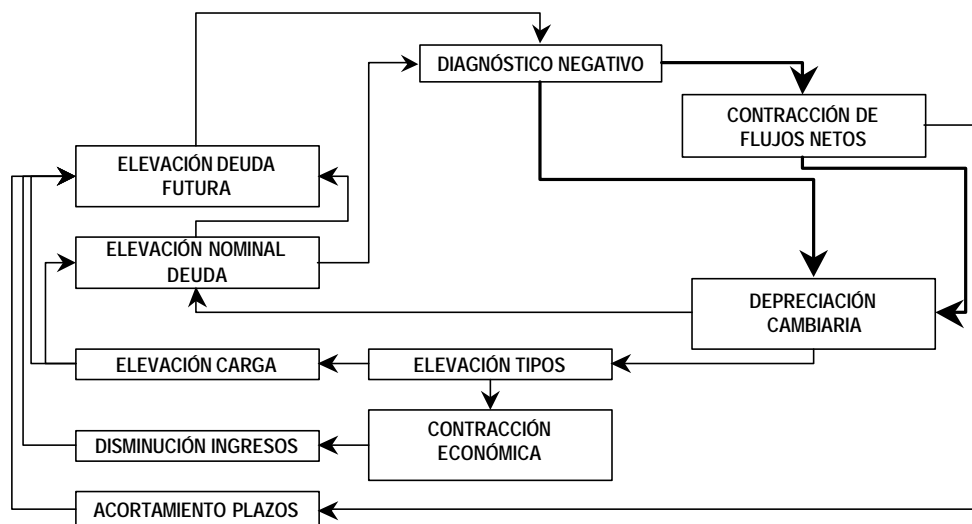 DIAGNÓSTICO NEGATIVO
CONTRACCIÓN DE
FLUJOS NETOS
ELEVACIÓN DEUDA
FUTURA
ELEVACIÓN NOMINAL
DEUDA
DEPRECIACIÓN
CAMBIARIA
ELEVACIÓN CARGA
ELEVACIÓN TIPOS
DISMINUCIÓN INGRESOS
CONTRACCIÓN
ECONÓMICA
ACORTAMIENTO PLAZOS